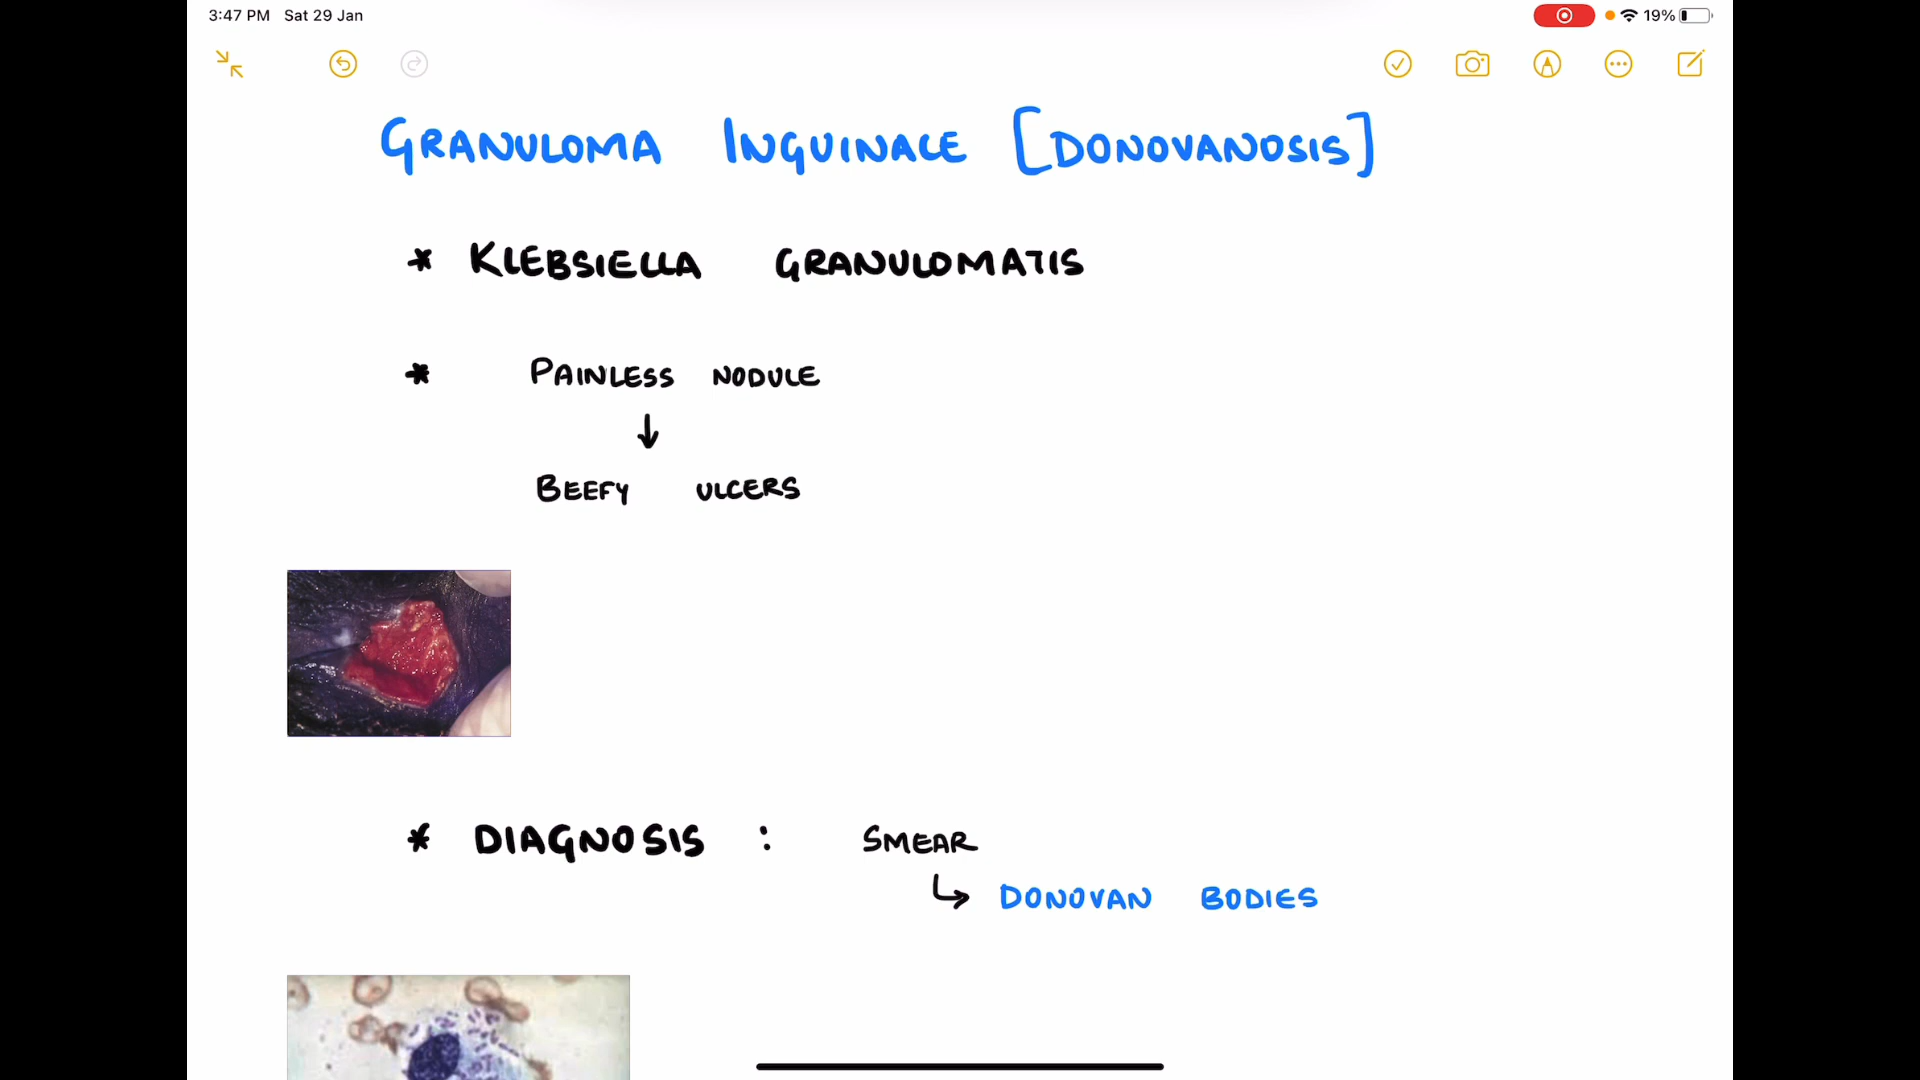 3:47 PM Sat 29 Jan 19%
GRANULOMA INGUINALE [DONOVANOSIS]
* KLEBSIELLA GRANULOMATIS
* PAINLESS NODULE
↓
BEEFY ULCERS
* DIAGNOSIS : SMEAR
↳ DONOVAN BODIES